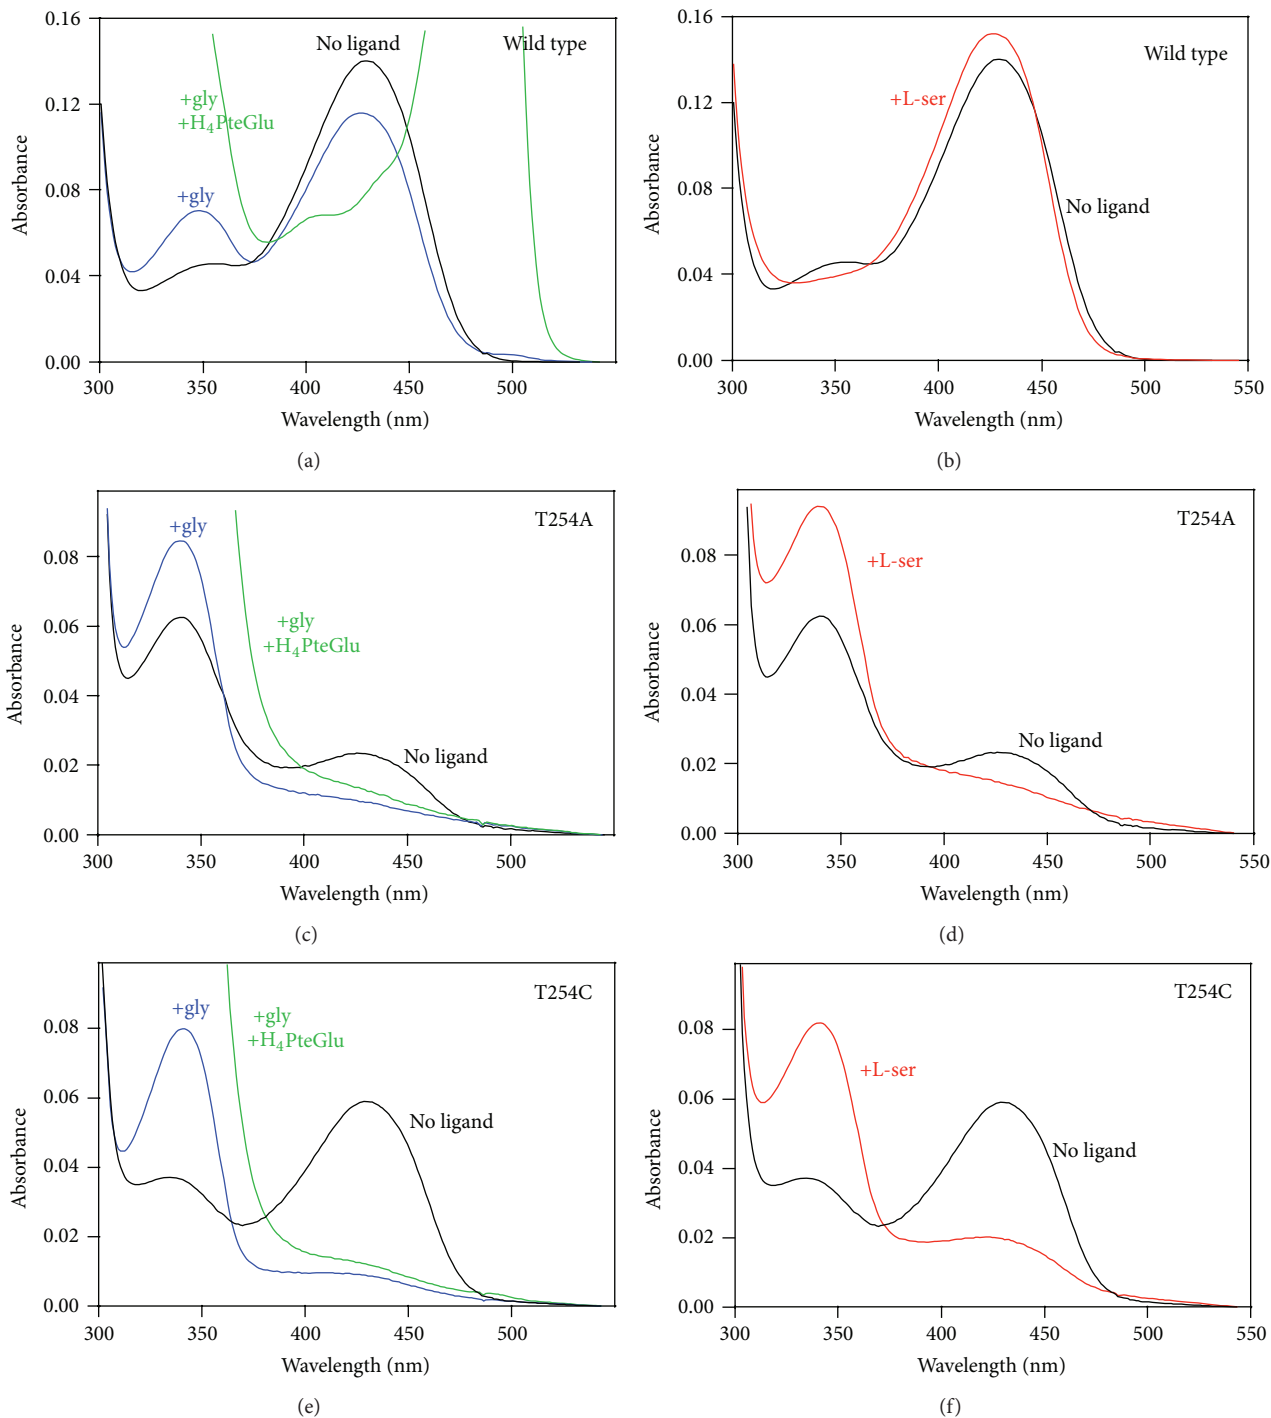 0.16
0.12
0.08
0.04
0.00
Absorbance
No ligand
Wild type
+gly
+H₄PteGlu
+gly
300 350 400 450 500
Wavelength (nm)
(a)
0.16
0.12
0.08
0.04
0.00
Absorbance
Wild type
+L-ser
No ligand
300 350 400 450 500 550
Wavelength (nm)
(b)
0.08
0.06
0.04
0.02
0.00
Absorbance
T254A
+gly
+gly
+H₄PteGlu
No ligand
300 350 400 450 500
Wavelength (nm)
(c)
0.08
0.06
0.04
0.02
0.00
Absorbance
T254A
+L-ser
No ligand
300 350 400 450 500 550
Wavelength (nm)
(d)
0.08
0.06
0.04
0.02
0.00
Absorbance
T254C
+gly
+gly
+H₄PteGlu
No ligand
300 350 400 450 500
Wavelength (nm)
(e)
0.08
0.06
0.04
0.02
0.00
Absorbance
T254C
+L-ser
No ligand
300 350 400 450 500 550
Wavelength (nm)
(f)